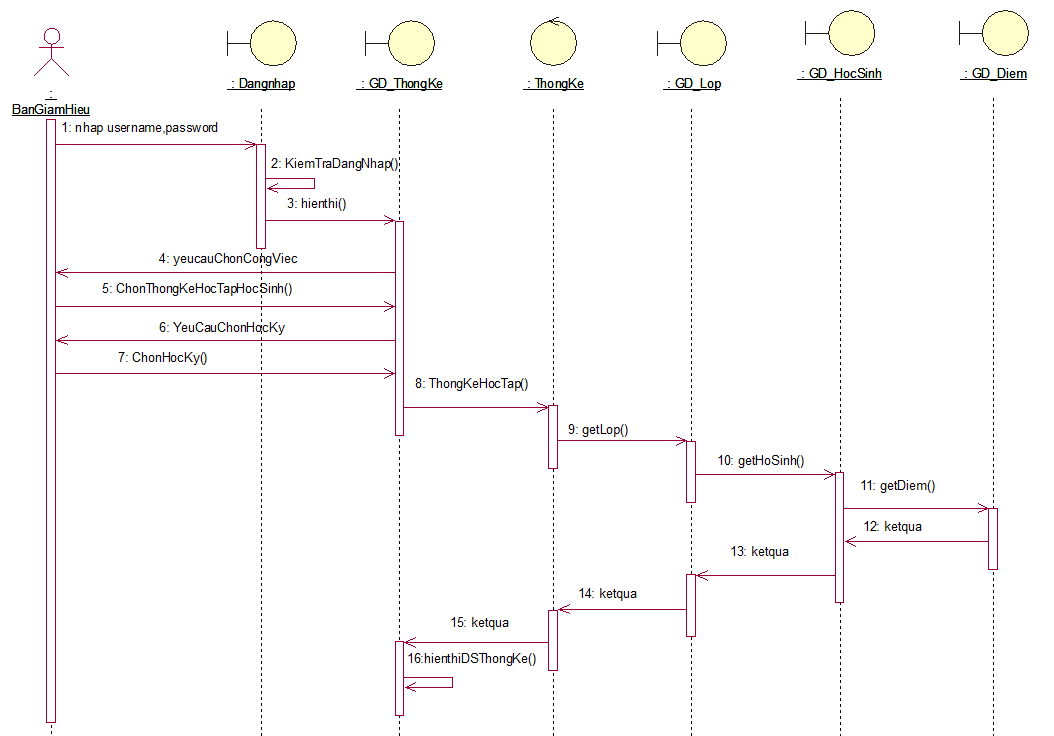 : Dangnhap
: GD_ThongKe
: ThongKe
: GD_Lop
: GD_HocSinh
: GD_Diem
:
BanGiamHieu
1: nhap username,password
2: KiemTraDangNhap()
3: hienthi()
4: yeucauChonCongViec
5: ChonThongKeHocTapHocSinh()
6: YeuCauChonHocKy
7: ChonHocKy()
8: ThongKeHocTap()
9: getLop()
10: getHoSinh()
11: getDiem()
12: ketqua
13: ketqua
14: ketqua
15: ketqua
16:hienthiDSThongKe()